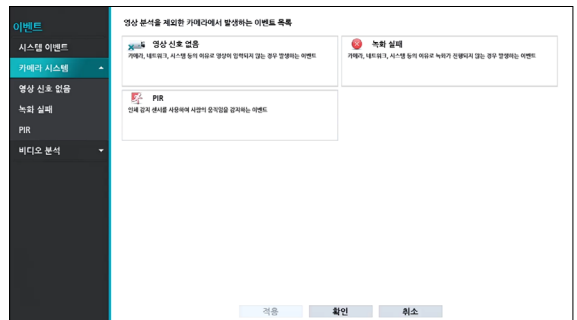 이벤트
시스템 이벤트
카메라 시스템
영상 신호 없음
녹화 실패
PIR
비디오 분석
영상 분석을 제외한 카메라에서 발생하는 이벤트 목록
영상 신호 없음
카메라, 네트워크, 시스템 등의 이유로 영상이 입력되지 않는 경우 발생하는 이벤트
녹화 실패
카메라, 네트워크, 시스템 등의 이유로 녹화가 진행되지 않는 경우 발생하는 이벤트
PIR
인체 감지 센서를 사용하여 사람의 움직임을 감지하는 이벤트
적용
확인
취소